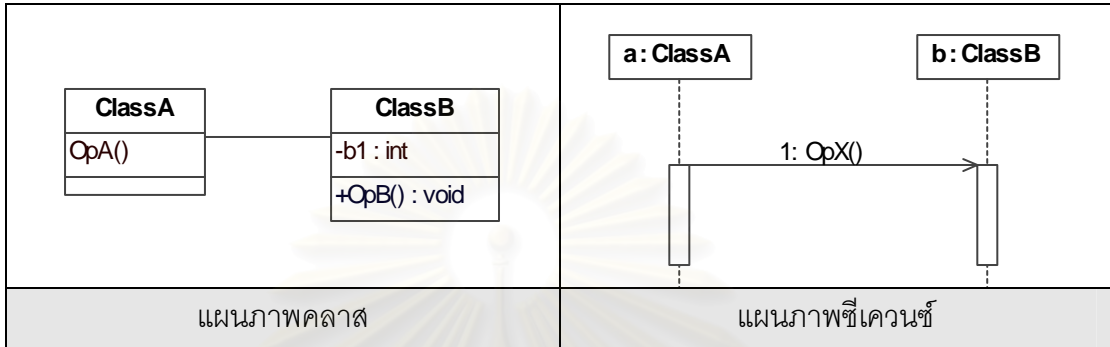 ClassA
OpA()
ClassB
-b1 : int
+OpB() : void
a : ClassA
b : ClassB
1: OpX()
แผนภาพคลาส
แผนภาพซีเควนซ์